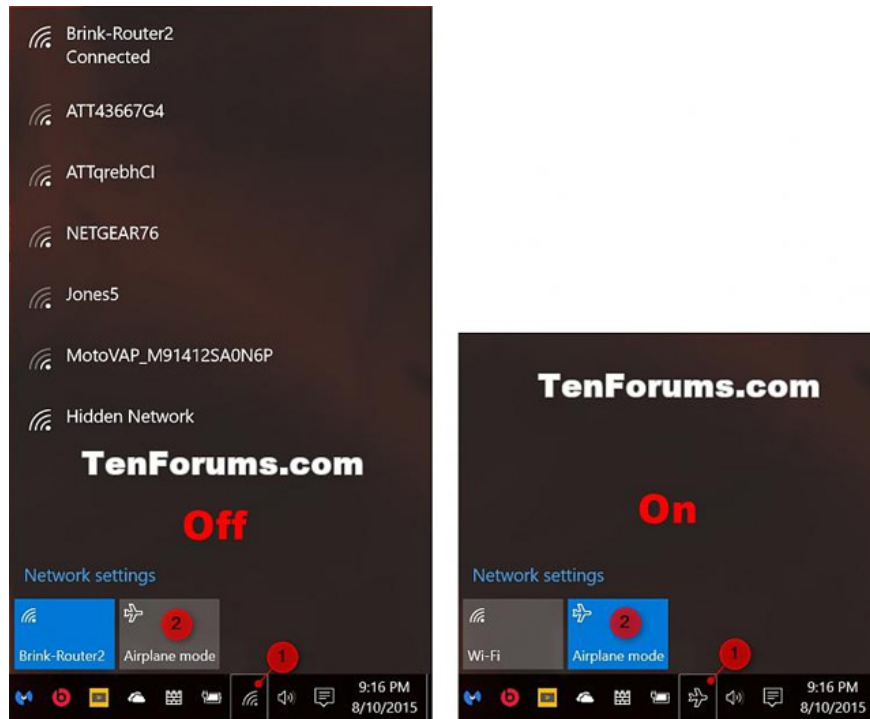 Brink-Router2
Connected
ATT43667G4
ATTqrebhCI
NETGEAR76
Jones5
MotoVAP_M91412SA0N6P
Hidden Network
TenForums.com
Off
Network settings
2
Brink-Router2
Airplane mode
1
9:16 PM
8/10/2015
TenForums.com
On
Network settings
2
Wi-Fi
Airplane mode
1
9:16 PM
8/10/2015